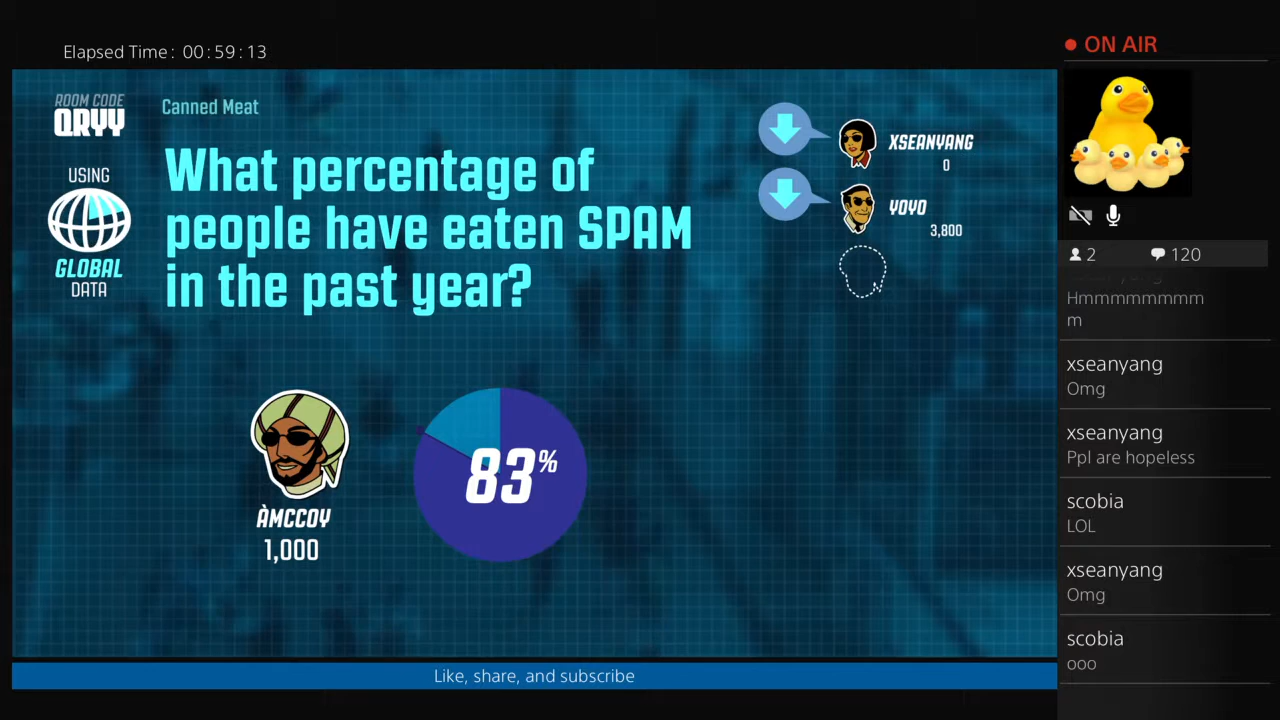 Elapsed Time: 00:59:13
ON AIR
ROOM CODE
QRYY
Canned Meat
What percentage of
people have eaten SPAM
in the past year?
USING
GLOBAL
DATA
XSEANYANG
0
YOYO
3,800
83%
ÀMCCOY
1,000
Like, share, and subscribe
2 120
Hmmmmmmmm
m
xseanyang
Omg
xseanyang
Ppl are hopeless
scobia
LOL
xseanyang
Omg
scobia
ooo